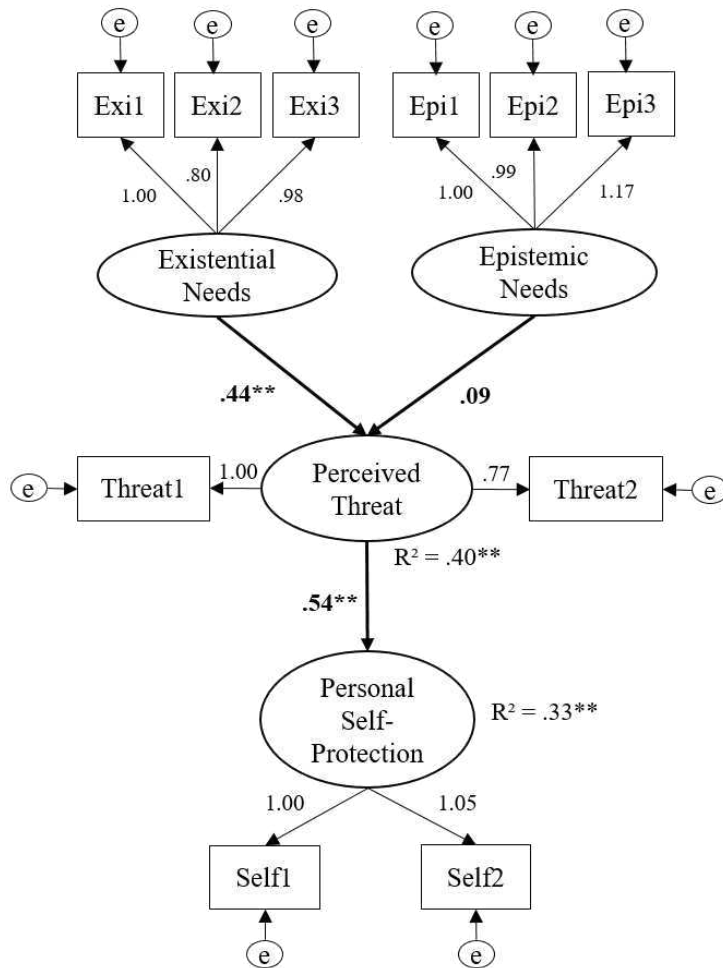 e
e
e
e
e
e
Exi1
Exi2
Exi3
Epi1
Epi2
Epi3
1.00
.80
.98
1.00
.99
1.17
Existential
Needs
Epistemic
Needs
.44**
.09
e
Threat1
1.00
Perceived
Threat
.77
Threat2
e
R² = .40**
.54**
Personal
Self-
Protection
R² = .33**
1.00
1.05
Self1
Self2
e
e